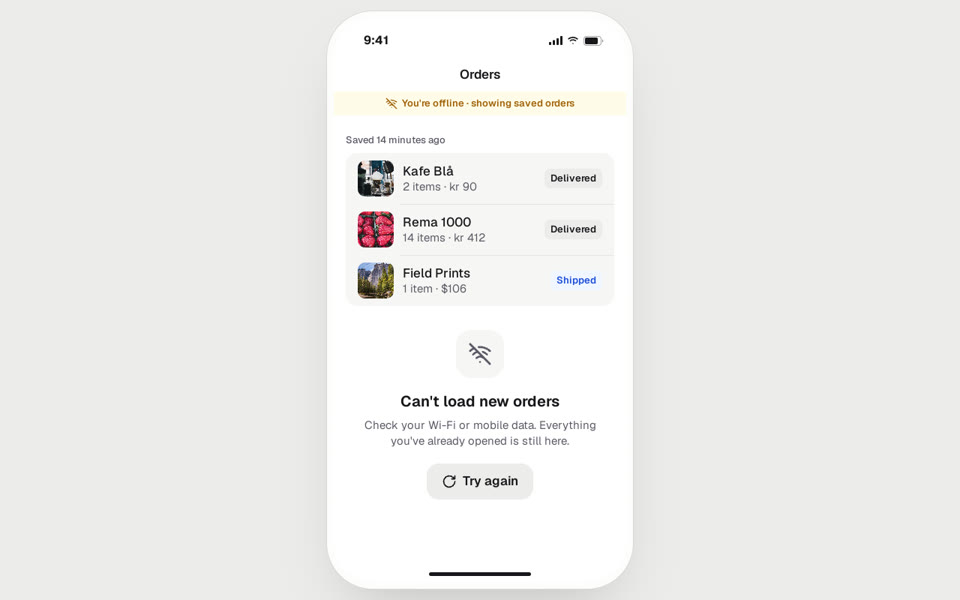 9:41
Orders
You're offline · showing saved orders
Saved 14 minutes ago
Kafe Blå
2 items · kr 90
Delivered
Rema 1000
14 items · kr 412
Delivered
Field Prints
1 item · $106
Shipped
Can't load new orders
Check your Wi-Fi or mobile data. Everything
you've already opened is still here.
Try again